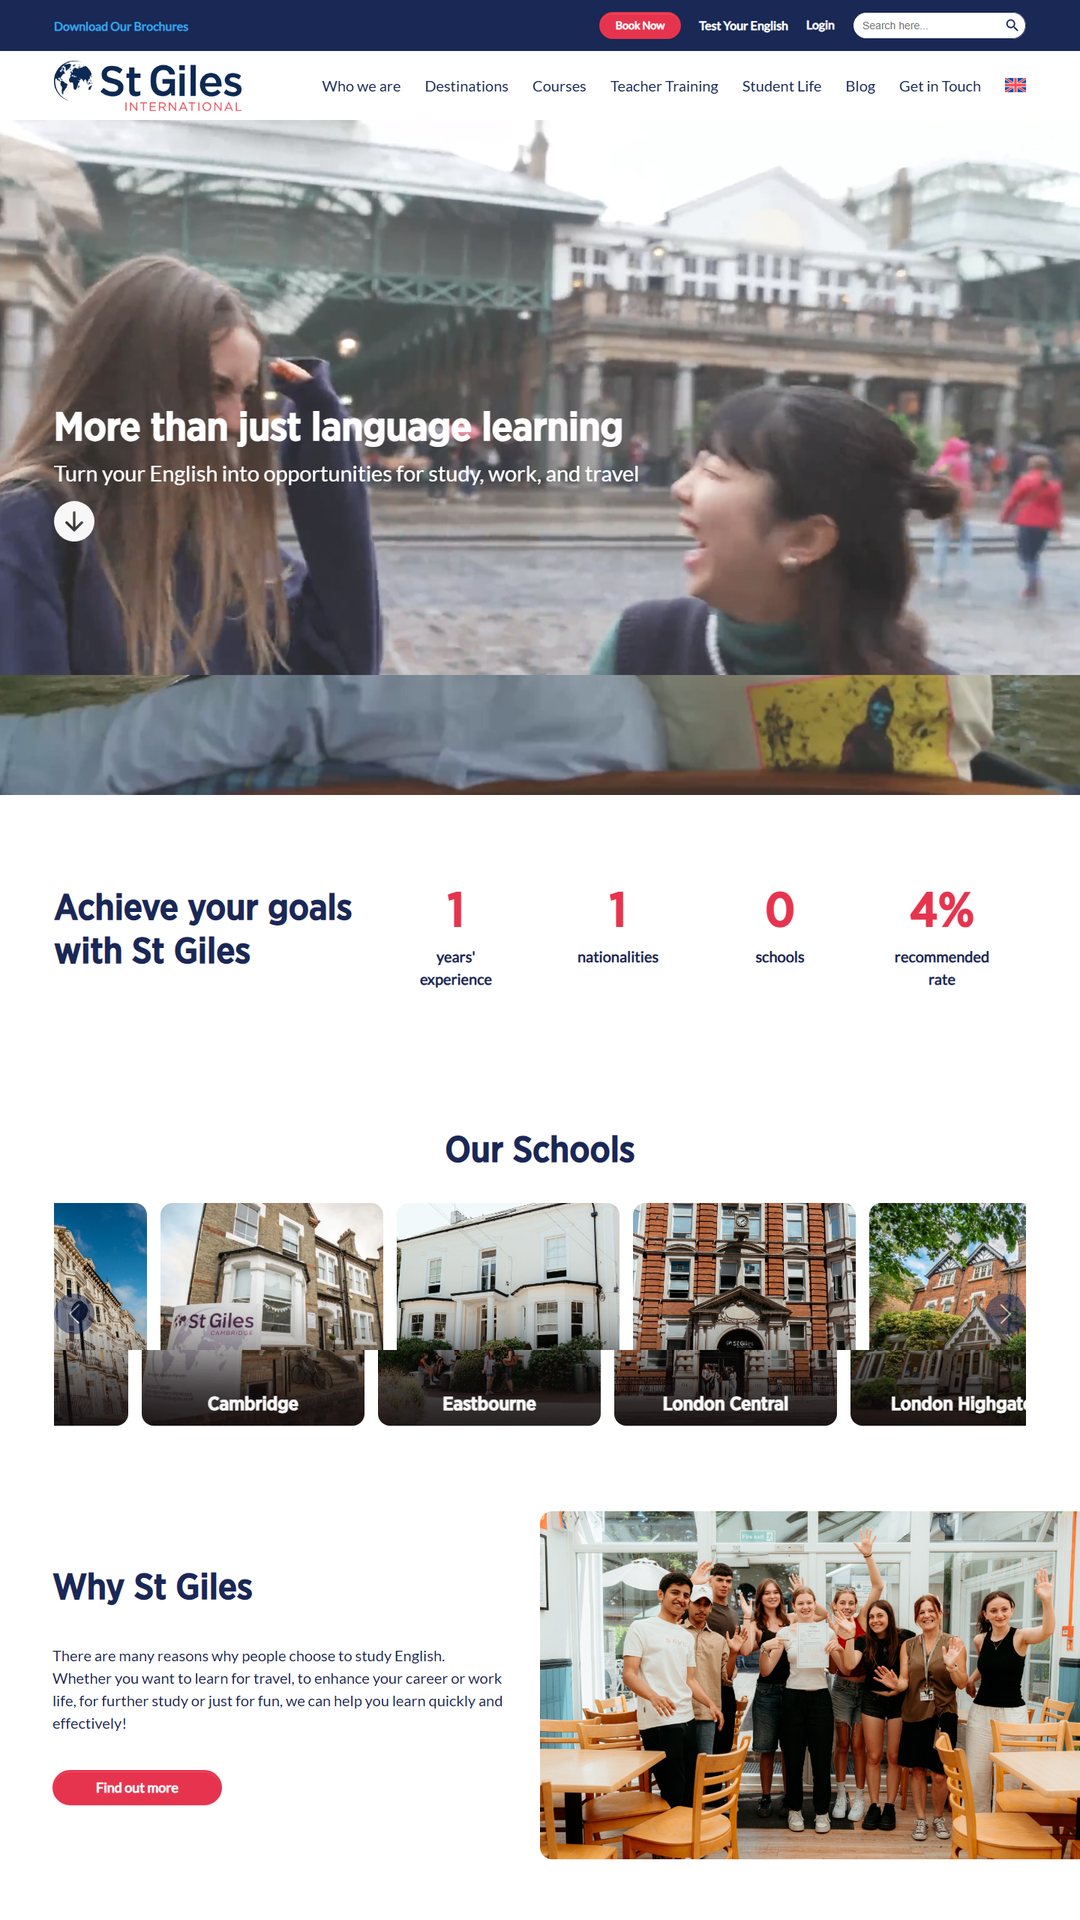 Download Our Brochures
Book Now
Test Your English
Login
Search here...
St Giles
INTERNATIONAL
Who we are
Destinations
Courses
Teacher Training
Student Life
Blog
Get in Touch
More than just language learning
Turn your English into opportunities for study, work, and travel
Achieve your goals
with St Giles
1
years'
experience
1
nationalities
0
schools
4%
recommended
rate
Our Schools
St Giles
CAMBRIDGE
Cambridge
Eastbourne
London Central
London Highgate
Why St Giles
There are many reasons why people choose to study English.
Whether you want to learn for travel, to enhance your career or work
life, for further study or just for fun, we can help you learn quickly and
effectively!
Find out more